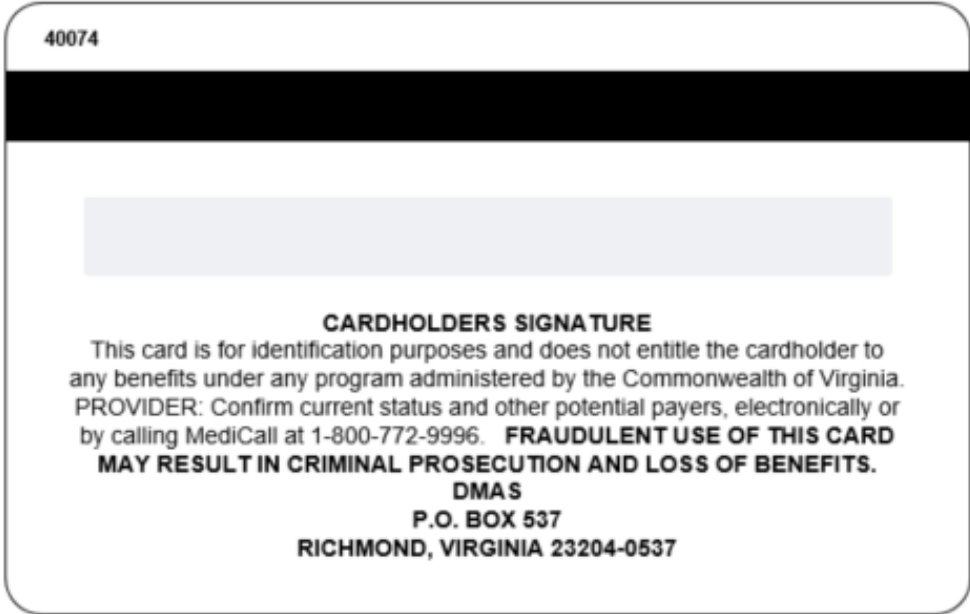 40074
CARDHOLDERS SIGNATURE
This card is for identification purposes and does not entitle the cardholder to
any benefits under any program administered by the Commonwealth of Virginia.
PROVIDER: Confirm current status and other potential payers, electronically or
by calling MediCall at 1-800-772-9996. FRAUDULENT USE OF THIS CARD
MAY RESULT IN CRIMINAL PROSECUTION AND LOSS OF BENEFITS.
DMAS
P.O. BOX 537
RICHMOND, VIRGINIA 23204-0537